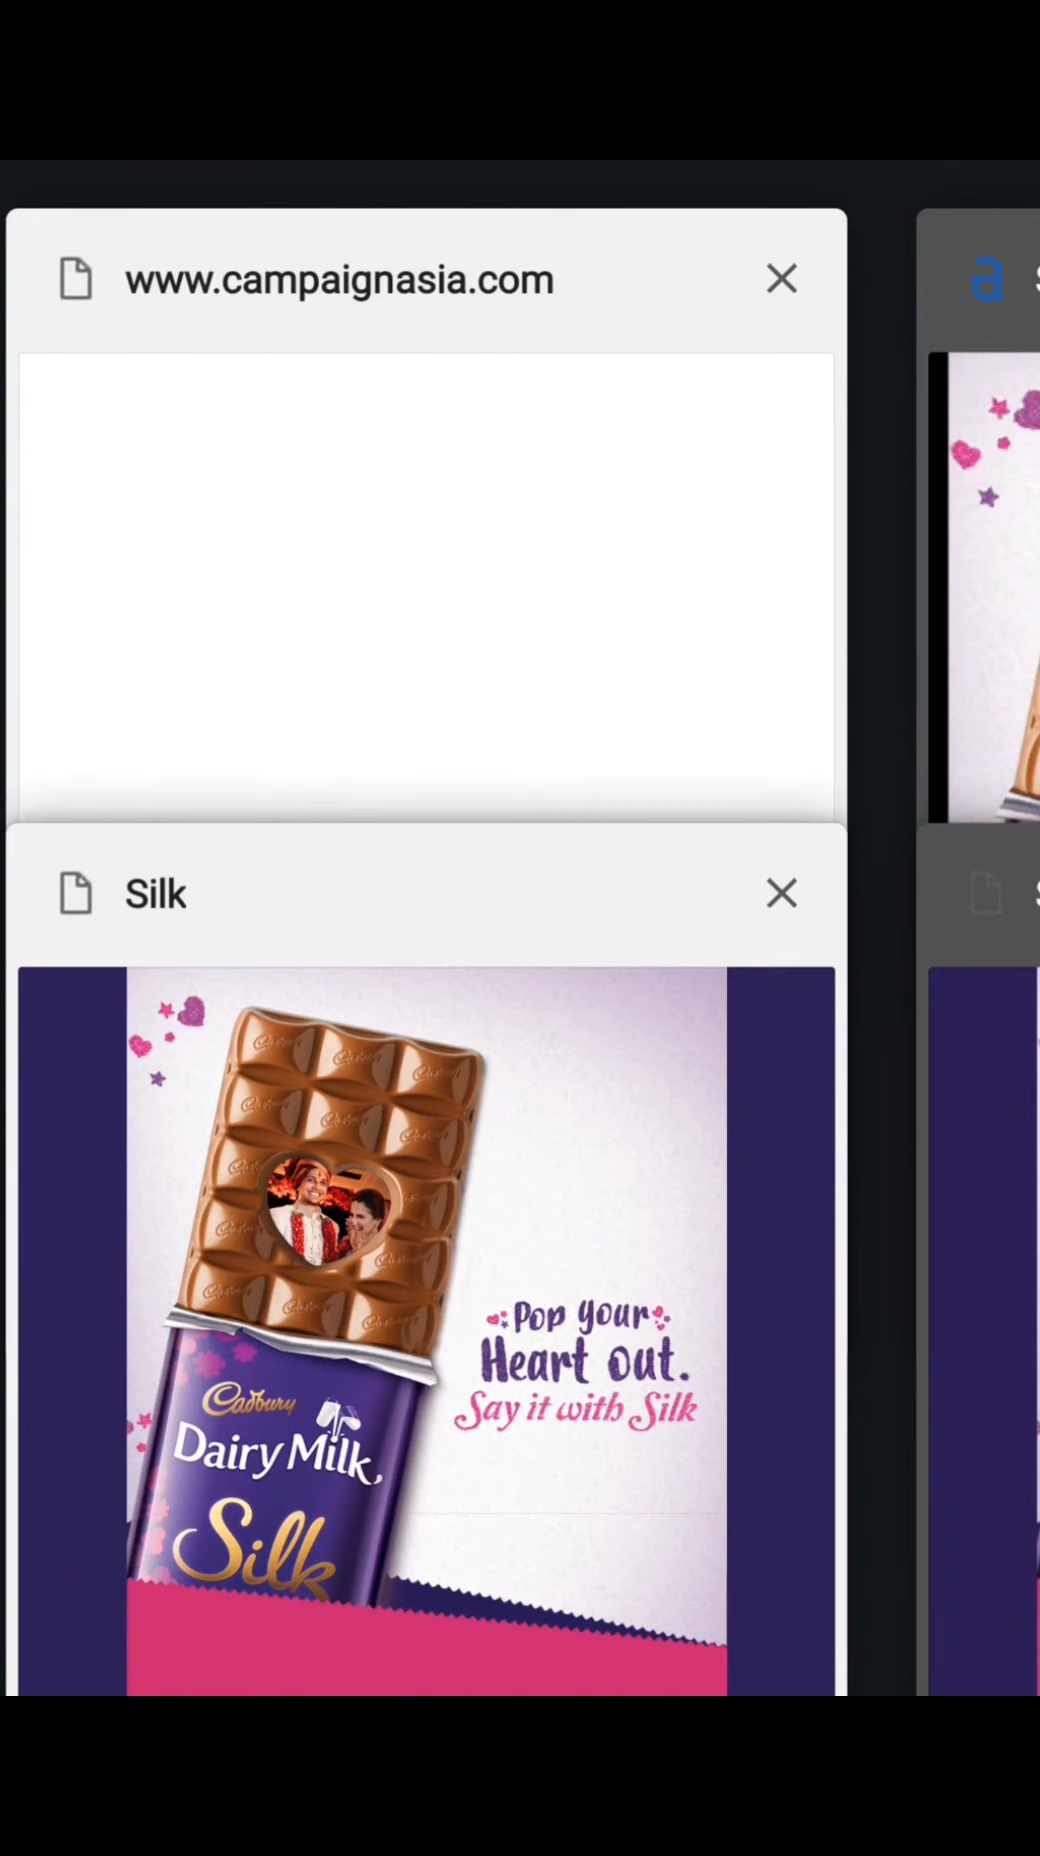 www.campaignasia.com
a
Silk
Pop your
Heart out.
Say it with Silk
Cadbury
Dairy Milk
Silk